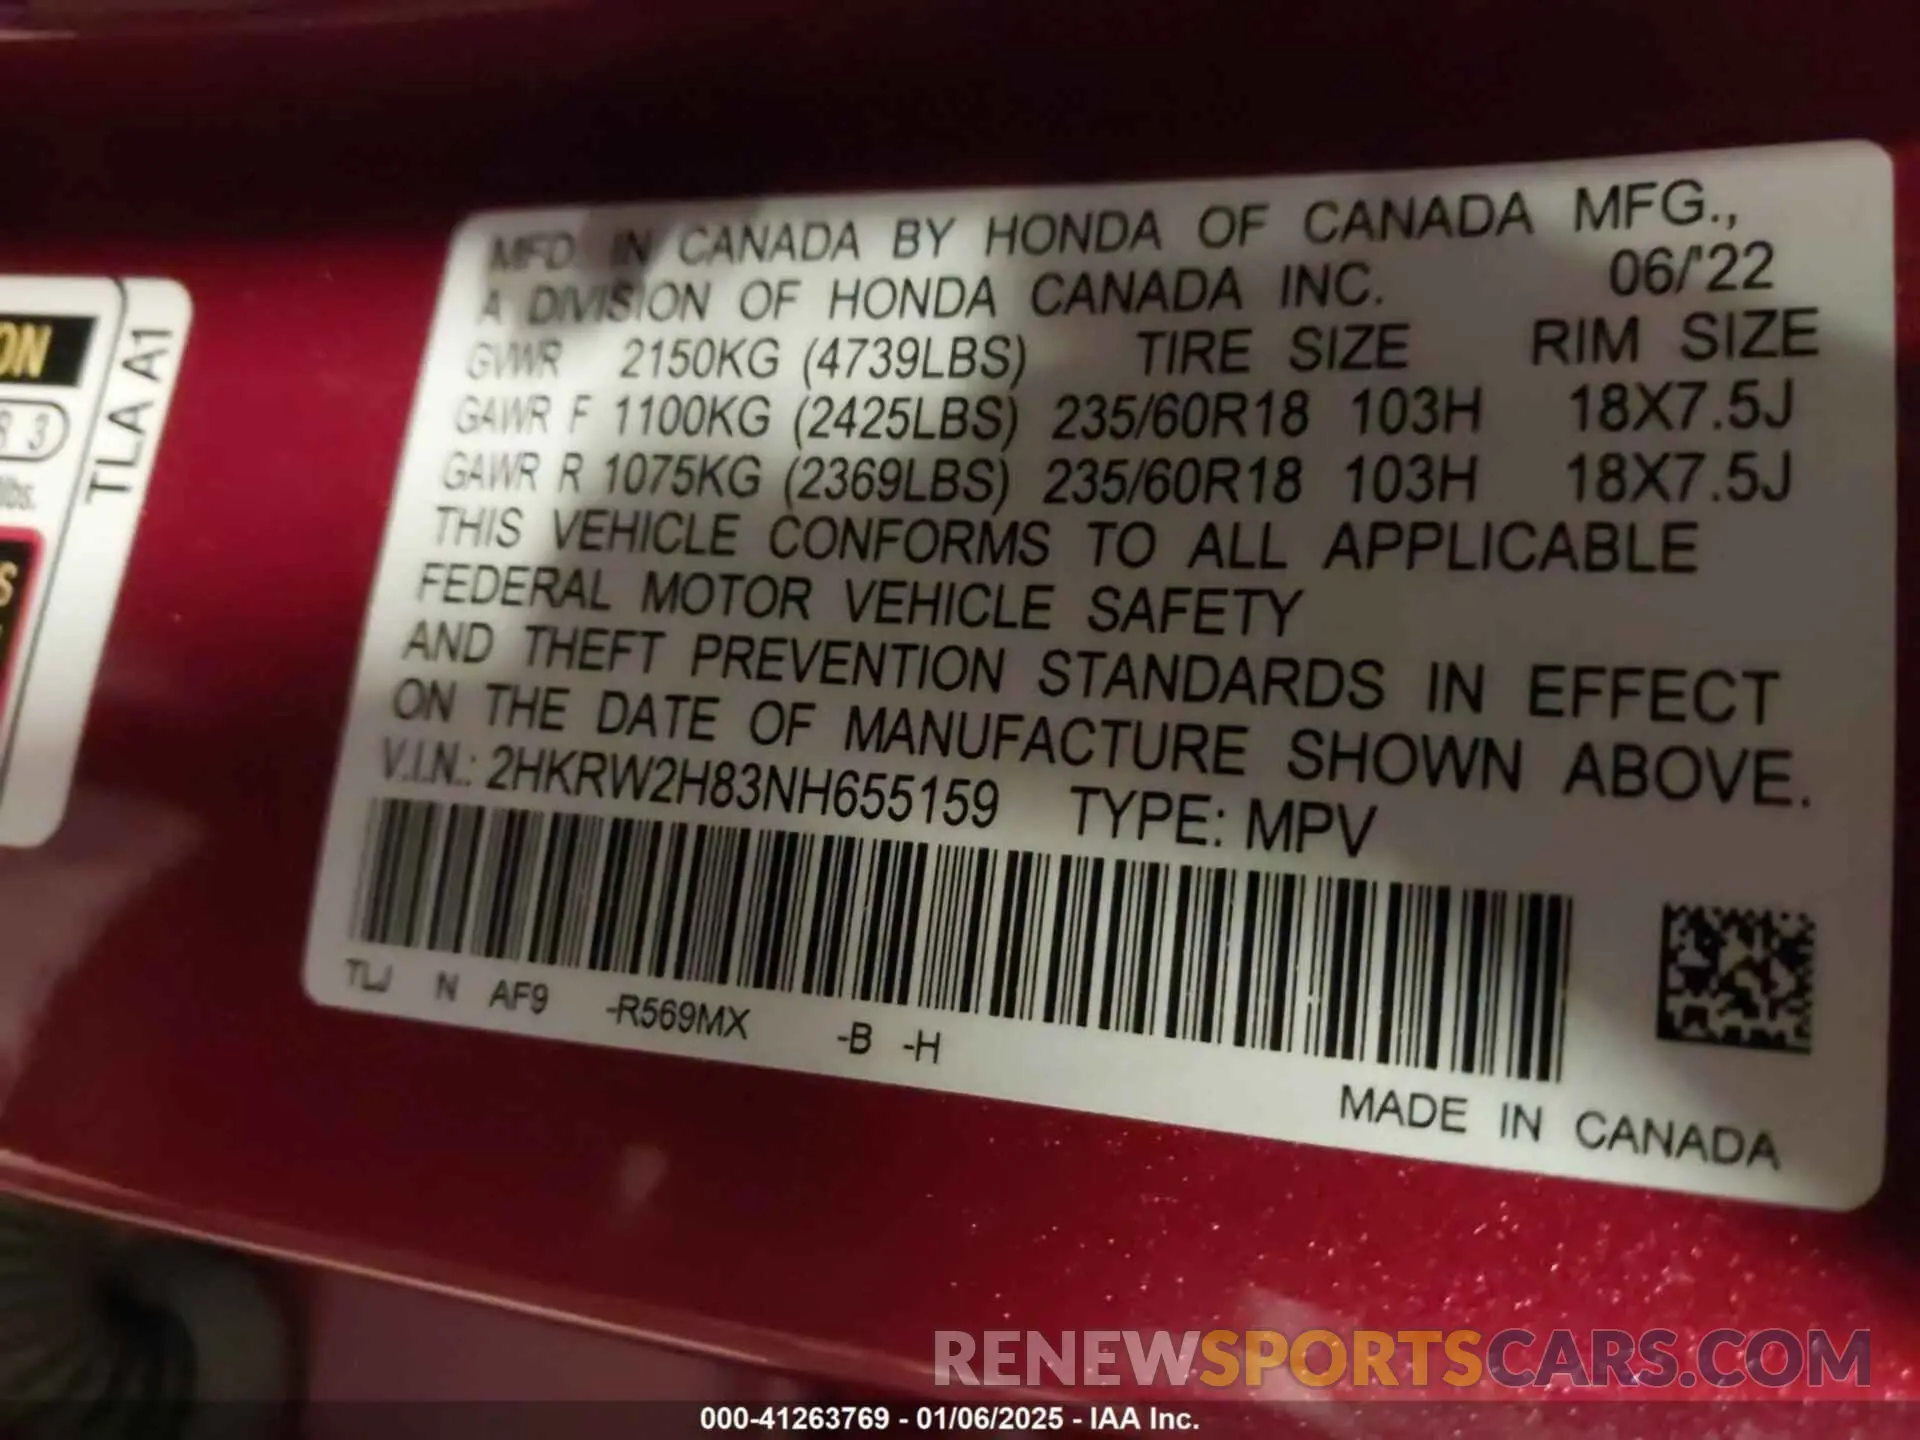 MFD IN CANADA BY HONDA OF CANADA MFG.,
A DIVISION OF HONDA CANADA INC. 06/'22
GVWR 2150KG (4739LBS) TIRE SIZE RIM SIZE
GAWR F 1100KG (2425LBS) 235/60R18 103H 18X7.5J
GAWR R 1075KG (2369LBS) 235/60R18 103H 18X7.5J
THIS VEHICLE CONFORMS TO ALL APPLICABLE
FEDERAL MOTOR VEHICLE SAFETY
AND THEFT PREVENTION STANDARDS IN EFFECT
ON THE DATE OF MANUFACTURE SHOWN ABOVE.
V.I.N.: 2HKRW2H83NH655159 TYPE: MPV
TLJ N AF9 -R569MX -B -H
MADE IN CANADA
TLA A1
ON
8 3
lbs.
S
RENEWSPORTSCARS.COM
000-41263769 - 01/06/2025 - IAA Inc.